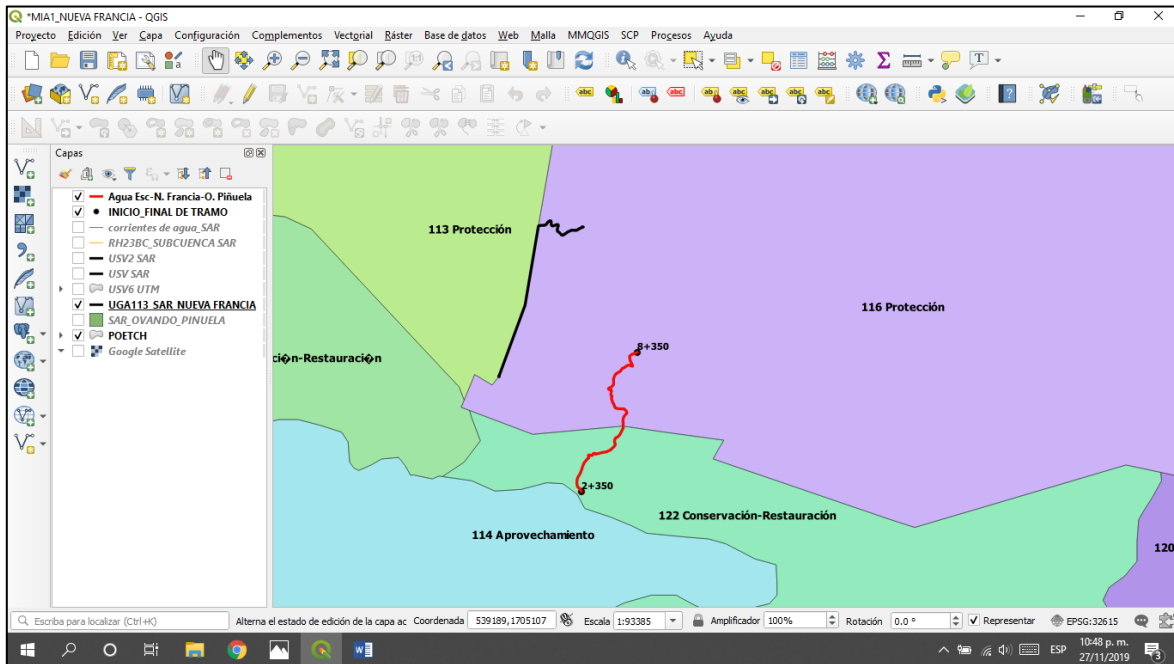 *MIA1_NUEVA FRANCIA - QGIS
Proyecto Edición Ver Capa Configuración Complementos Vectorial Ráster Base de datos Web Malla MMQGIS SCP Procesos Ayuda
Capas
Agua Esc-N. Francia-O. Piñuela
INICIO_FINAL DE TRAMO
corrientes de agua_SAR
RH23BC_SUBCUENCA SAR
USV2 SAR
USV SAR
USV6 UTM
UGA113_SAR_NUEVA FRANCIA
SAR_OVANDO_PINUELA
POETCH
Google Satellite
113 Protección
116 Protección
8+350
ci�n-Restauraci�n
2+350
122 Conservación-Restauración
114 Aprovechamiento
120
Escriba para localizar (Ctrl+K) Alterna el estado de edición de la capa ac Coordenada 539189,1705107 Escala 1:93385 Amplificador 100% Rotación 0.0 ° Representar EPSG:32615
ESP 10:48 p. m.
27/11/2019